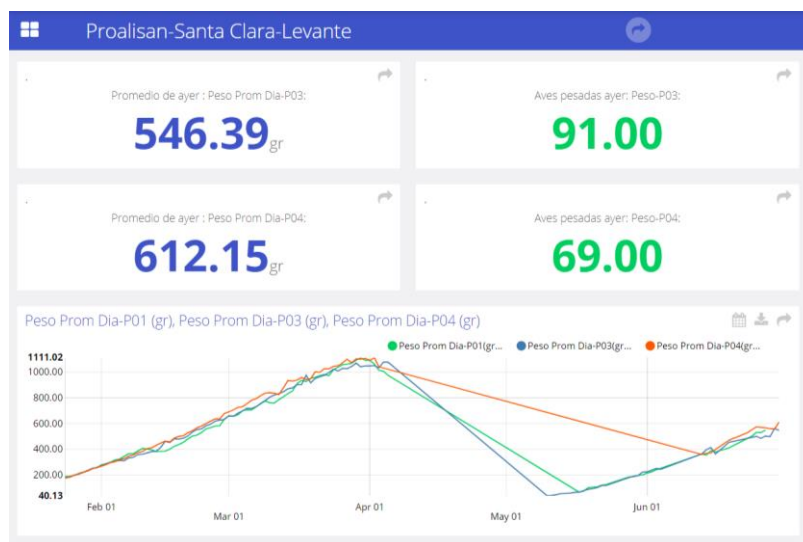 Proalisan-Santa Clara-Levante
Promedio de ayer : Peso Prom Dia-P03:
546.39 gr
Aves pesadas ayer: Peso-P03:
91.00
Promedio de ayer : Peso Prom Dia-P04:
612.15 gr
Aves pesadas ayer: Peso-P04:
69.00
Peso Prom Dia-P01 (gr), Peso Prom Dia-P03 (gr), Peso Prom Dia-P04 (gr)
Peso Prom Dia-P01(gr... Peso Prom Dia-P03(gr... Peso Prom Dia-P04(gr...
1111.02
1000.00
800.00
600.00
400.00
200.00
40.13
Feb 01 Mar 01 Apr 01 May 01 Jun 01